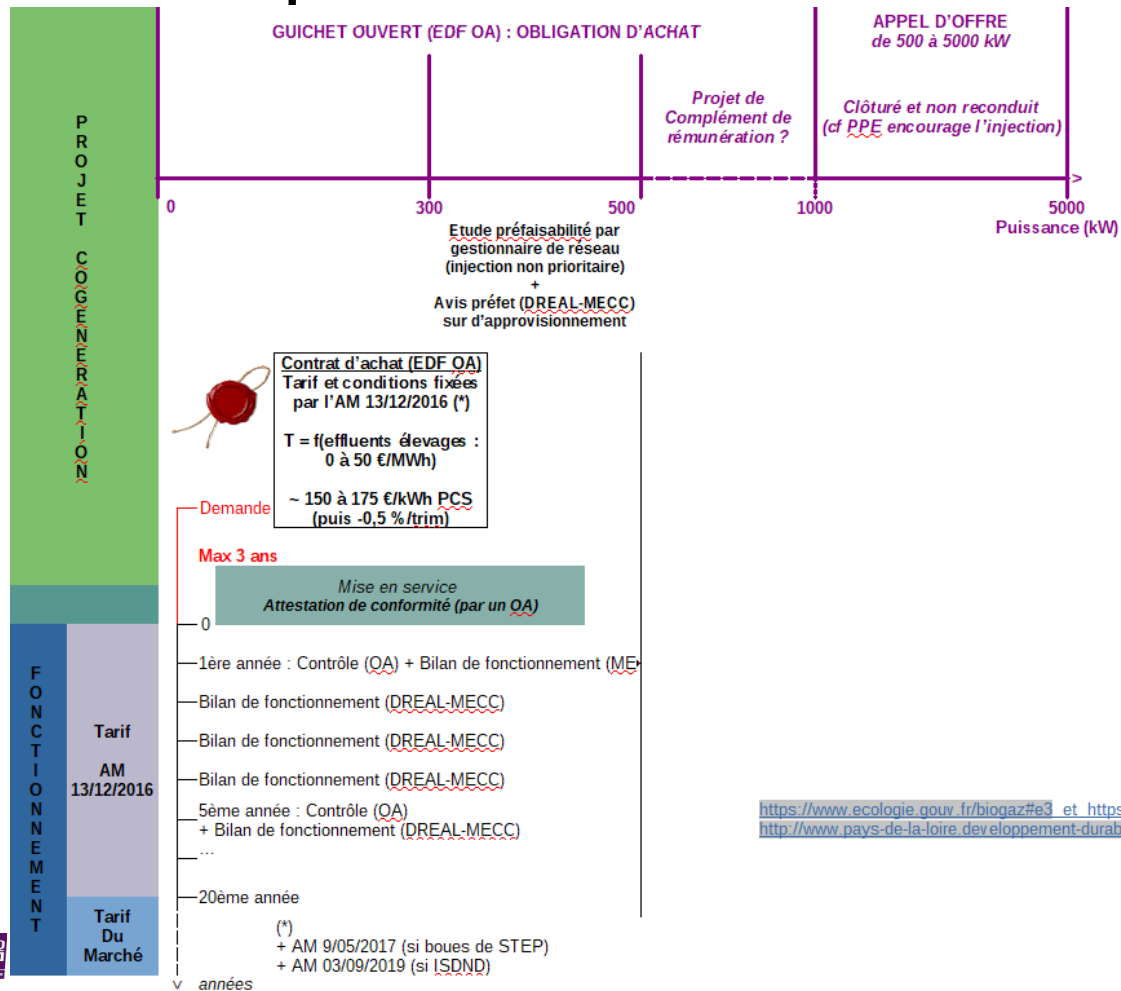 GUICHET OUVERT (EDF OA) : OBLIGATION D'ACHAT
APPEL D'OFFRE
de 500 à 5000 kW
Projet de
Complément de
rémunération ?
Clôturé et non reconduit
(cf PPE encourage l'injection)
PROJET COGENERATION
0
300
500
1000
5000
Puissance (kW)
Etude préfaisabilité par
gestionnaire de réseau
(injection non prioritaire)
+
Avis préfet (DREAL-MECC)
sur d'approvisionnement
Contrat d'achat (EDF OA)
Tarif et conditions fixées
par l'AM 13/12/2016 (*)
T = f(effluents élevages :
0 à 50 €/MWh)
~ 150 à 175 €/kWh PCS
(puis -0,5 %/trim)
Demande
Max 3 ans
Mise en service
Attestation de conformité (par un OA)
0
FONCTIONNEMENT
Tarif
AM
13/12/2016
1ère année : Contrôle (OA) + Bilan de fonctionnement (ME
Bilan de fonctionnement (DREAL-MECC)
Bilan de fonctionnement (DREAL-MECC)
Bilan de fonctionnement (DREAL-MECC)
5ème année : Contrôle (OA)
+ Bilan de fonctionnement (DREAL-MECC)
...
https://www.ecologie.gouv.fr/biogaz#e3 et https
http://www.pays-de-la-loire.developpement-durab
20ème année
Tarif
Du
Marché
(*)
+ AM 9/05/2017 (si boues de STEP)
+ AM 03/09/2019 (si ISDND)
années